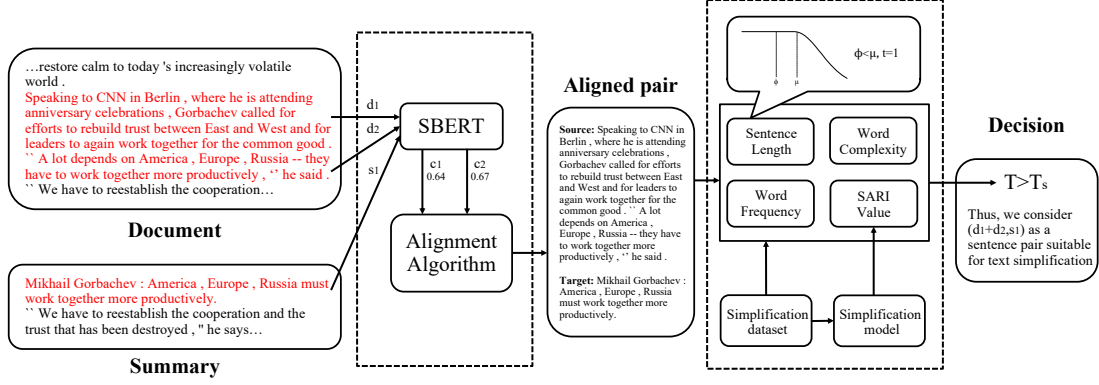 …restore calm to today 's increasingly volatile
world .
Speaking to CNN in Berlin , where he is attending
anniversary celebrations , Gorbachev called for
efforts to rebuild trust between East and West and for
leaders to again work together for the common good .
`` A lot depends on America , Europe , Russia -- they
have to work together more productively , ‘’ he said .
`` We have to reestablish the cooperation…
Document
Mikhail Gorbachev : America , Europe , Russia must
work together more productively.
`` We have to reestablish the cooperation and the
trust that has been destroyed , " he says…
Summary
d1
d2
s1
SBERT
c1
0.64
c2
0.67
Alignment
Algorithm
Aligned pair
Source: Speaking to CNN in
Berlin , where he is attending
anniversary celebrations ,
Gorbachev called for efforts
to rebuild trust between East
and West and for leaders to
again work together for the
common good . `` A lot
depends on America ,
Europe , Russia -- they have
to work together more
productively , ‘’ he said .
Target: Mikhail Gorbachev :
America , Europe , Russia
must work together more
productively.
ϕ
μ
ϕ<μ, t=1
Sentence
Length
Word
Complexity
Word
Frequency
SARI
Value
Simplification
dataset
Simplification
model
Decision
T>Ts
Thus, we consider
(d1+d2,s1) as a
sentence pair suitable
for text simplification